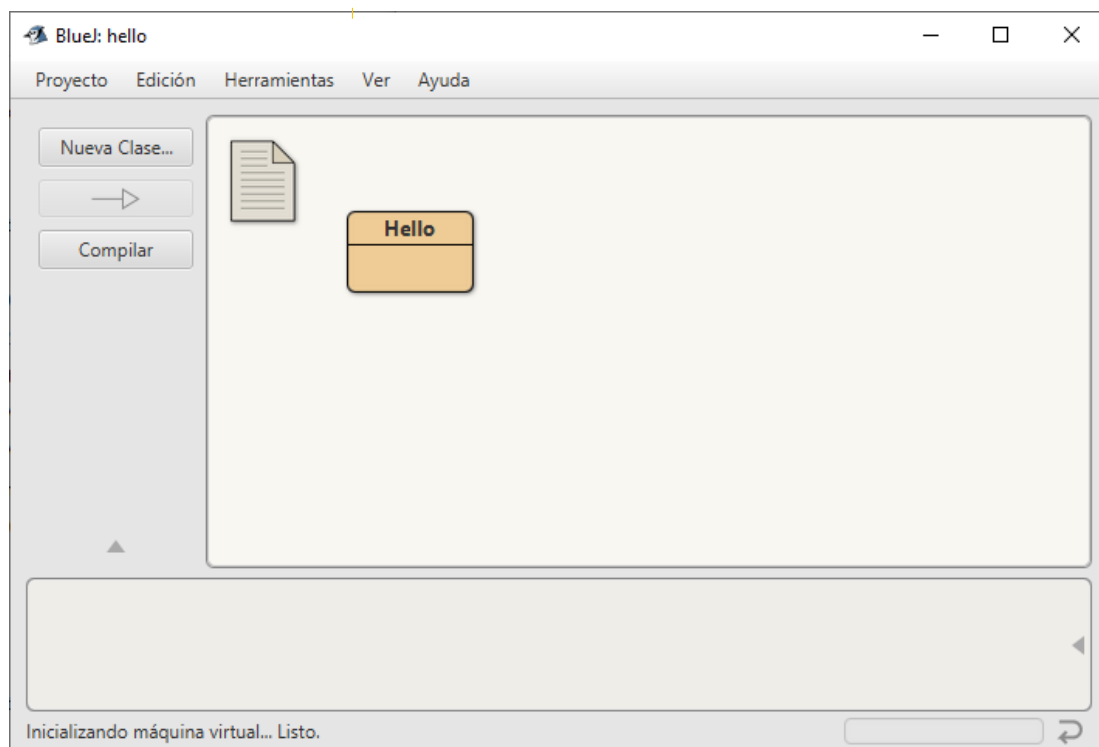 BlueJ: hello
Proyecto Edición Herramientas Ver Ayuda
Nueva Clase...
Compilar
Hello
Inicializando máquina virtual... Listo.